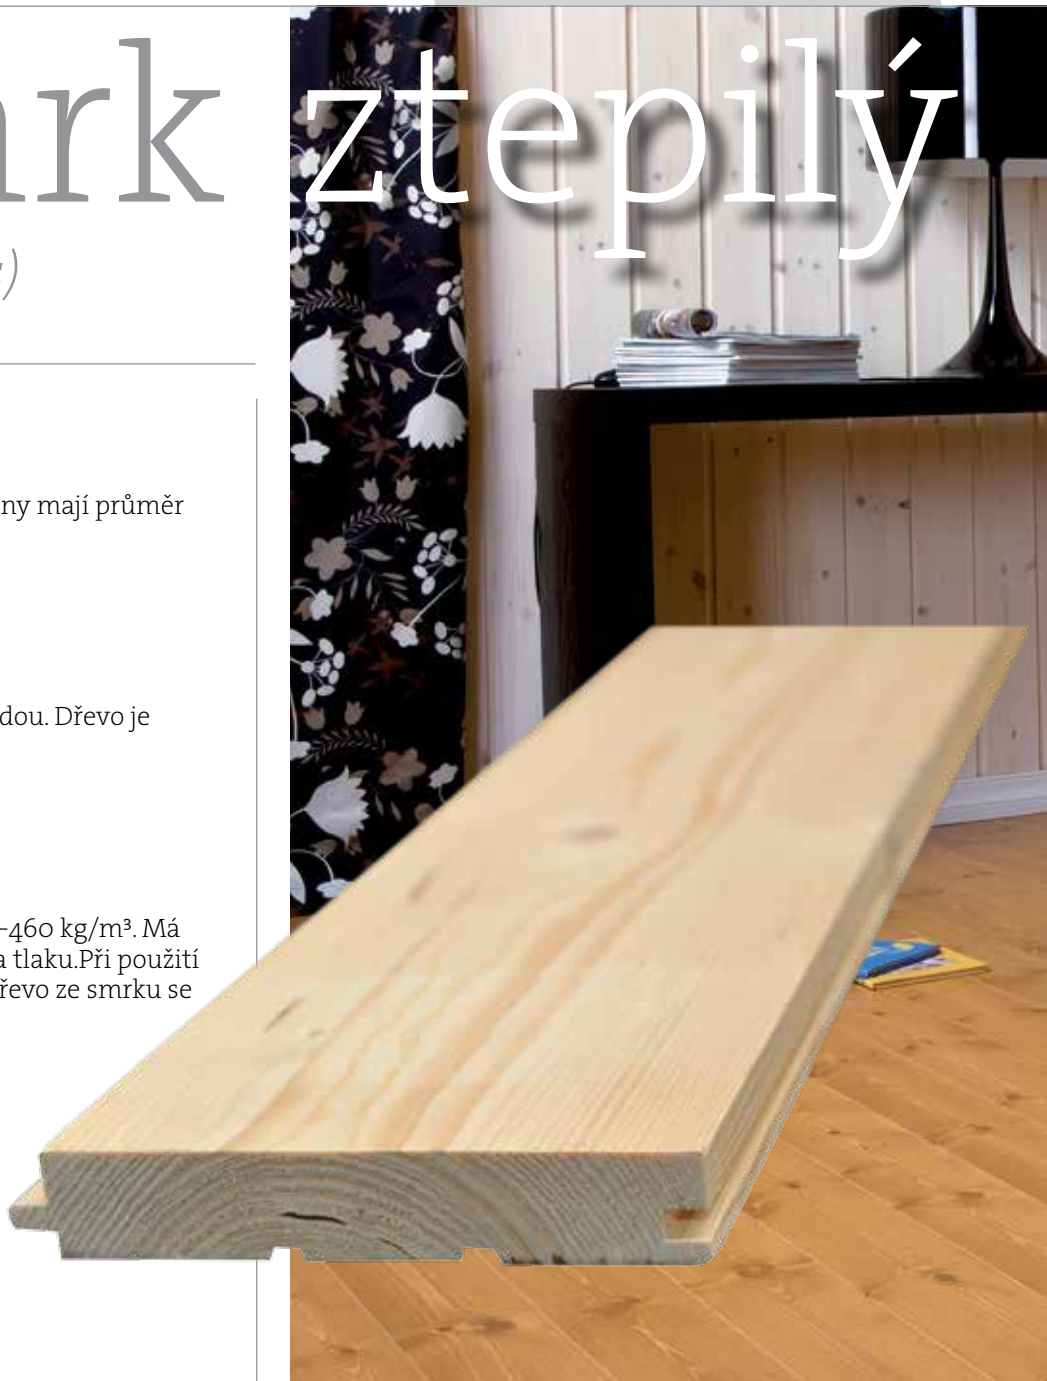 rk ztepilý
)
ny mají průměr
dou. Dřevo je
–460 kg/m³. Má
a tlaku.Při použití
řevo ze smrku se